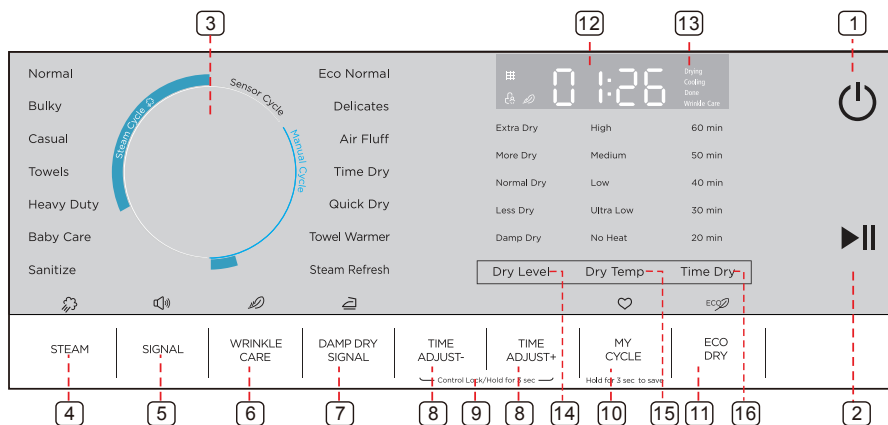 3
12
13
1
Normal
Bulky
Casual
Towels
Heavy Duty
Baby Care
Sanitize
Steam Cycle
Sensor Cycle
Manual Cycle
Eco Normal
Delicates
Air Fluff
Time Dry
Quick Dry
Towel Warmer
Steam Refresh
01:26
Drying
Cooling
Done
Wrinkle Care
Extra Dry High 60 min
More Dry Medium 50 min
Normal Dry Low 40 min
Less Dry Ultra Low 30 min
Damp Dry No Heat 20 min
Dry Level Dry Temp Time Dry
ECO
STEAM
SIGNAL
WRINKLE
CARE
DAMP DRY
SIGNAL
TIME
ADJUST-
TIME
ADJUST+
Control Lock/Hold for 3 sec
MY
CYCLE
Hold for 3 sec to save
ECO
DRY
4
5
6
7
8
9
8
14
10
15
11
16
2